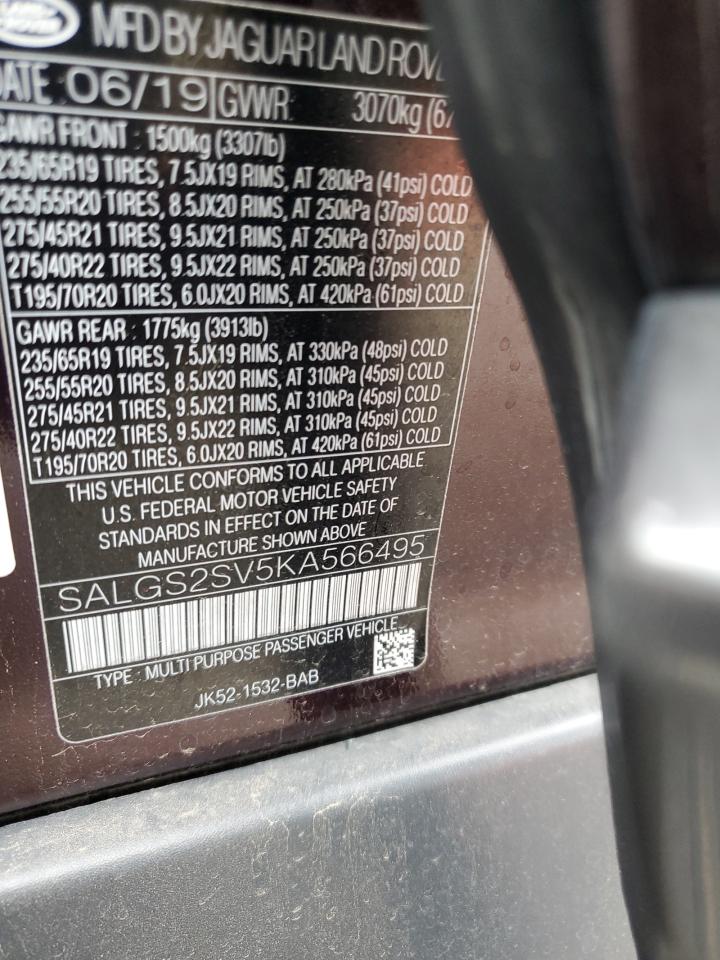 LAND ROVER
MFD BY JAGUAR LAND ROVE
DATE 06/19 GWWR 3070kg (67
GAWR FRONT : 1500kg (3307lb)
235/65R19 TIRES, 7.5JX19 RIMS, AT 280kPa (41psi) COLD
255/55R20 TIRES, 8.5JX20 RIMS, AT 250kPa (37psi) COLD
275/45R21 TIRES, 9.5JX21 RIMS, AT 250kPa (37psi) COLD
275/40R22 TIRES, 9.5JX22 RIMS, AT 250kPa (37psi) COLD
T195/70R20 TIRES, 6.0JX20 RIMS, AT 420kPa (61psi) COLD
GAWR REAR : 1775kg (3913lb)
235/65R19 TIRES, 7.5JX19 RIMS, AT 330kPa (48psi) COLD
255/55R20 TIRES, 8.5JX20 RIMS, AT 310kPa (45psi) COLD
275/45R21 TIRES, 9.5JX21 RIMS, AT 310kPa (45psi) COLD
275/40R22 TIRES, 9.5JX22 RIMS, AT 310kPa (45psi) COLD
T195/70R20 TIRES, 6.0JX20 RIMS, AT 420kPa (61psi) COLD
THIS VEHICLE CONFORMS TO ALL APPLICABLE
U.S. FEDERAL MOTOR VEHICLE SAFETY
STANDARDS IN EFFECT ON THE DATE OF
MANUFACTURE SHOWN ABOVE
SALGS2SV5KA566495
TYPE : MULTI PURPOSE PASSENGER VEHICLE
JK52-1532-BAB